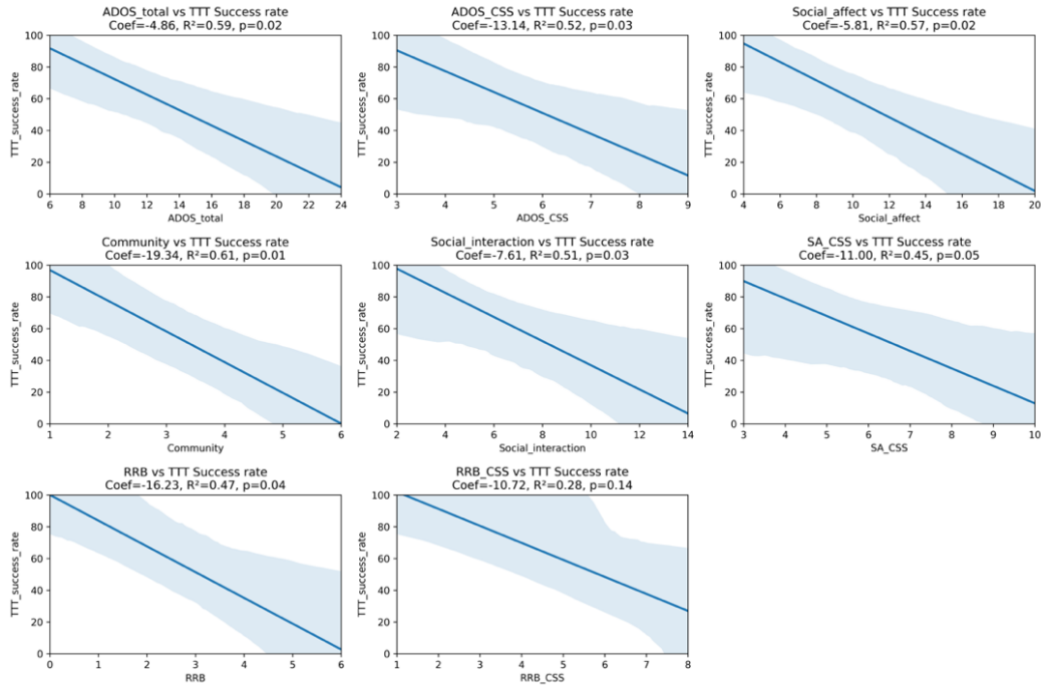 ADOS_total vs TTT Success rate
Coef=-4.86, R²=0.59, p=0.02
TTT_success_rate
100
80
60
40
20
0
6 8 10 12 14 16 18 20 22 24
ADOS_total
ADOS_CSS vs TTT Success rate
Coef=-13.14, R²=0.52, p=0.03
TTT_success_rate
100
80
60
40
20
0
3 4 5 6 7 8 9
ADOS_CSS
Social_affect vs TTT Success rate
Coef=-5.81, R²=0.57, p=0.02
TTT_success_rate
100
80
60
40
20
0
4 6 8 10 12 14 16 18 20
Social_affect
Community vs TTT Success rate
Coef=-19.34, R²=0.61, p=0.01
TTT_success_rate
100
80
60
40
20
0
1 2 3 4 5 6
Community
Social_interaction vs TTT Success rate
Coef=-7.61, R²=0.51, p=0.03
TTT_success_rate
100
80
60
40
20
0
2 4 6 8 10 12 14
Social_interaction
SA_CSS vs TTT Success rate
Coef=-11.00, R²=0.45, p=0.05
TTT_success_rate
100
80
60
40
20
0
3 4 5 6 7 8 9 10
SA_CSS
RRB vs TTT Success rate
Coef=-16.23, R²=0.47, p=0.04
TTT_success_rate
100
80
60
40
20
0
0 1 2 3 4 5 6
RRB
RRB_CSS vs TTT Success rate
Coef=-10.72, R²=0.28, p=0.14
TTT_success_rate
100
80
60
40
20
0
1 2 3 4 5 6 7 8
RRB_CSS